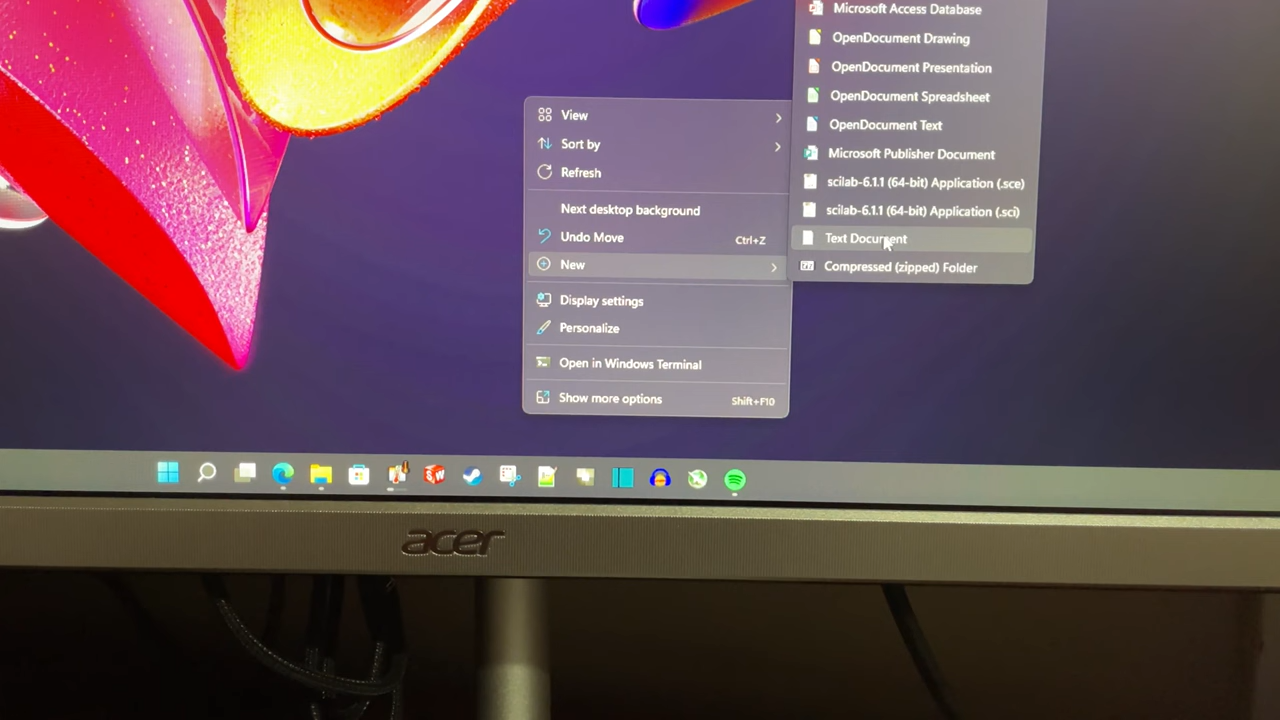 Microsoft Access Database
OpenDocument Drawing
OpenDocument Presentation
OpenDocument Spreadsheet
OpenDocument Text
Microsoft Publisher Document
scilab-6.1.1 (64-bit) Application (.sce)
scilab-6.1.1 (64-bit) Application (.sci)
Text Document
Compressed (zipped) Folder
View
Sort by
Refresh
Next desktop background
Undo Move Ctrl+Z
New
Display settings
Personalize
Open in Windows Terminal
Show more options Shift+F10
SW
acer